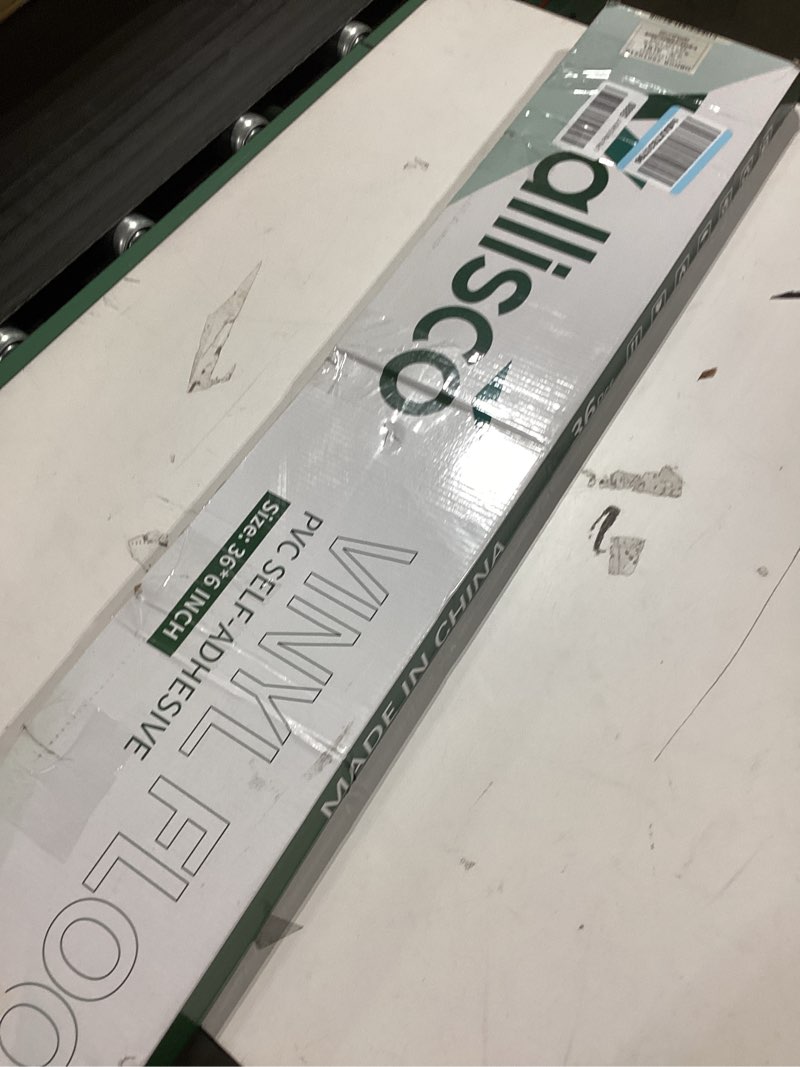 allisco
VINYL FLOO
PVC SELF-ADHESIVE
Size: 36*6 INCH
36
MADE IN CHINA